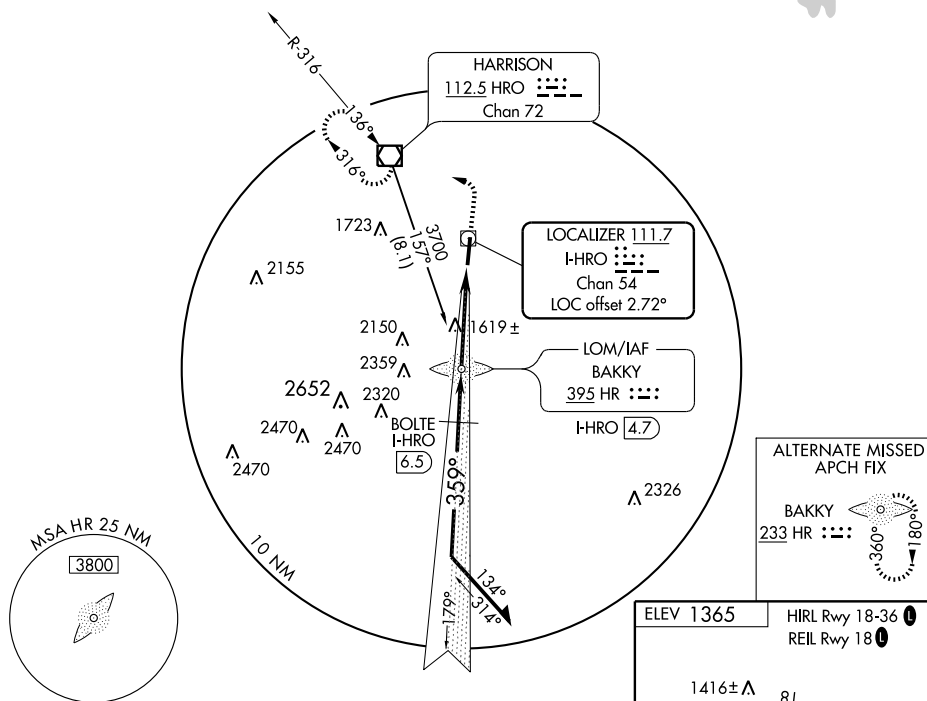 R-316
HARRISON
112.5 HRO
Chan 72
136°
316°
3700
157°
(8.1)
1723
2155
LOCALIZER 111.7
I-HRO
Chan 54
LOC offset 2.72°
1619 ±
2150
2359
LOM/IAF
BAKKY
395 HR
I-HRO 4.7
2652
2320
BOLTE
I-HRO
6.5
2470
2470
2470
359°
2326
ALTERNATE MISSED
APCH FIX
BAKKY
233 HR
360°
180°
MSA HR 25 NM
3800
10 NM
134°
314°
179°
ELEV 1365
HIRL Rwy 18-36 L
REIL Rwy 18 L
1416±